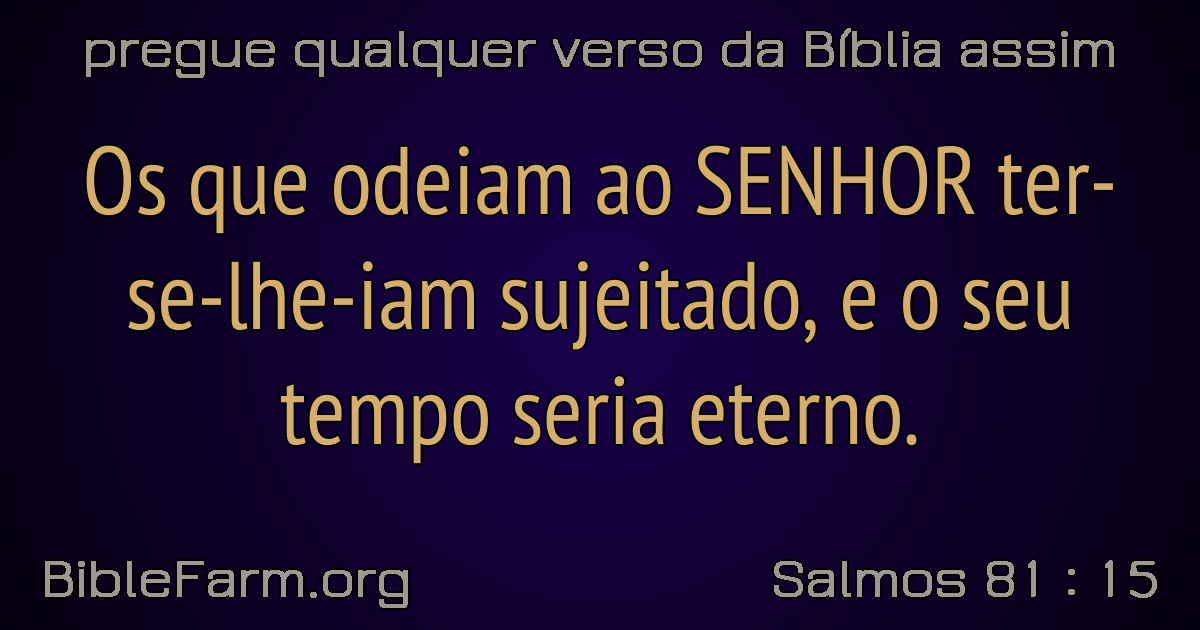 pregue qualquer verso da Bíblia assim
Os que odeiam ao SENHOR ter-
se-lhe-iam sujeitado, e o seu
tempo seria eterno.
BibleFarm.org
Salmos 81 : 15